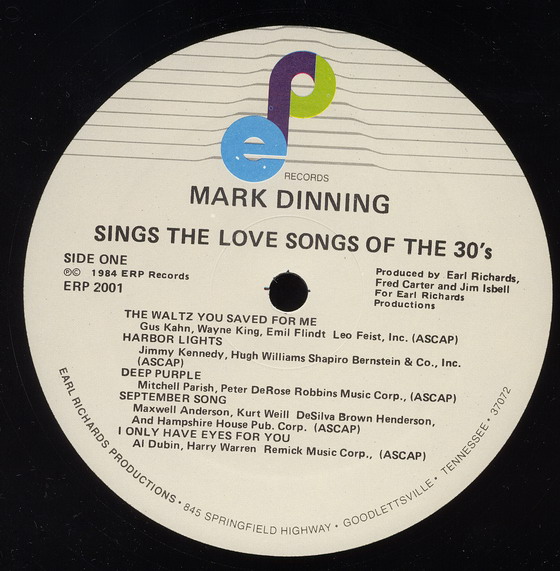 ep
RECORDS
MARK DINNING
SINGS THE LOVE SONGS OF THE 30's
SIDE ONE
℗© 1984 ERP Records
ERP 2001
Produced by Earl Richards,
Fred Carter and Jim Isbell
For Earl Richards
Productions
THE WALTZ YOU SAVED FOR ME
Gus Kahn, Wayne King, Emil Flindt Leo Feist, Inc. (ASCAP)
HARBOR LIGHTS
Jimmy Kennedy, Hugh Williams Shapiro Bernstein & Co., Inc.
(ASCAP)
DEEP PURPLE
Mitchell Parish, Peter DeRose Robbins Music Corp., (ASCAP)
SEPTEMBER SONG
Maxwell Anderson, Kurt Weill DeSilva Brown Henderson,
And Hampshire House Pub. Corp. (ASCAP)
I ONLY HAVE EYES FOR YOU
Al Dubin, Harry Warren Remick Music Corp., (ASCAP)
EARL RICHARDS PRODUCTIONS • 845 SPRINGFIELD HIGHWAY • GOODLETTSVILLE • TENNESSEE • 37072